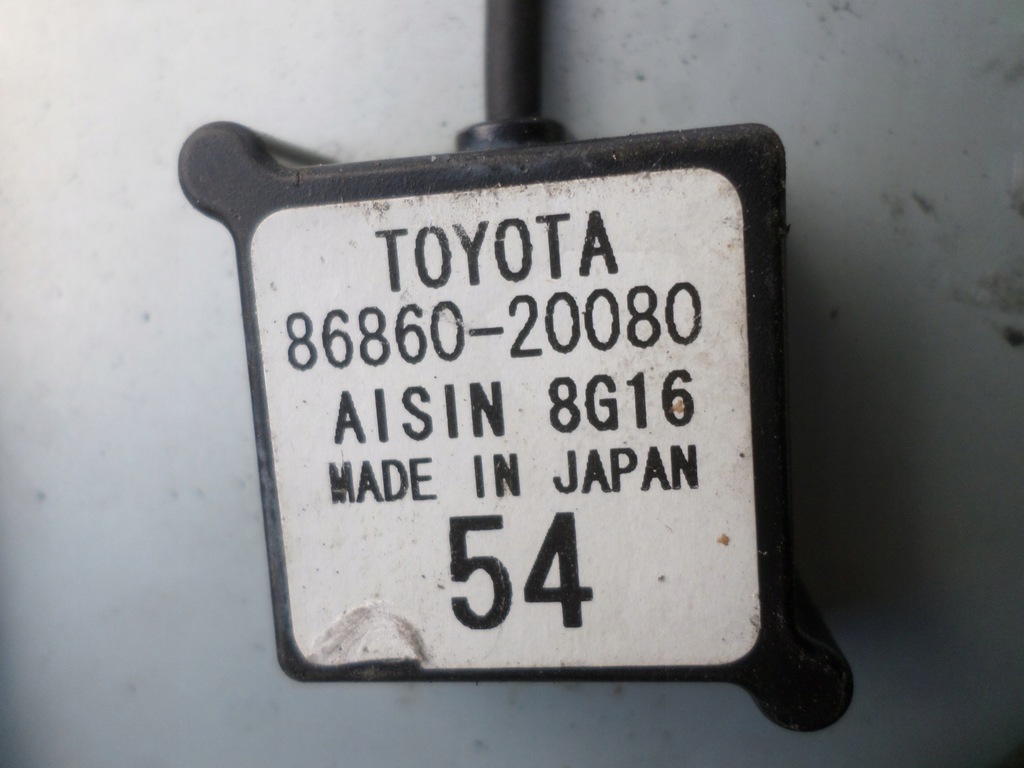 TOYOTA
86860-20080
AISIN 8G16
MADE IN JAPAN
54